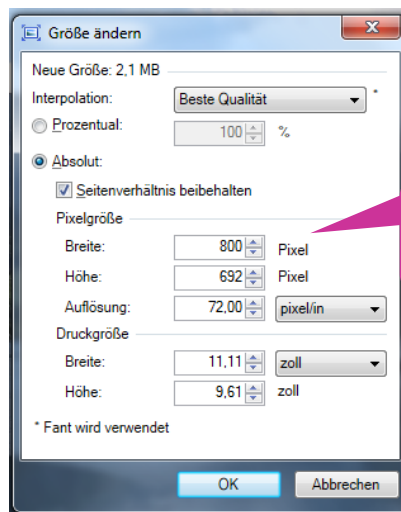 Größe ändern
Neue Größe: 2,1 MB
Interpolation: Beste Qualität *
Prozentual: 100 %
Absolut:
Seitenverhältnis beibehalten
Pixelgröße
Breite: 800 Pixel
Höhe: 692 Pixel
Auflösung: 72,00 pixel/in
Druckgröße
Breite: 11,11 zoll
Höhe: 9,61 zoll
* Fant wird verwendet
OK Abbrechen